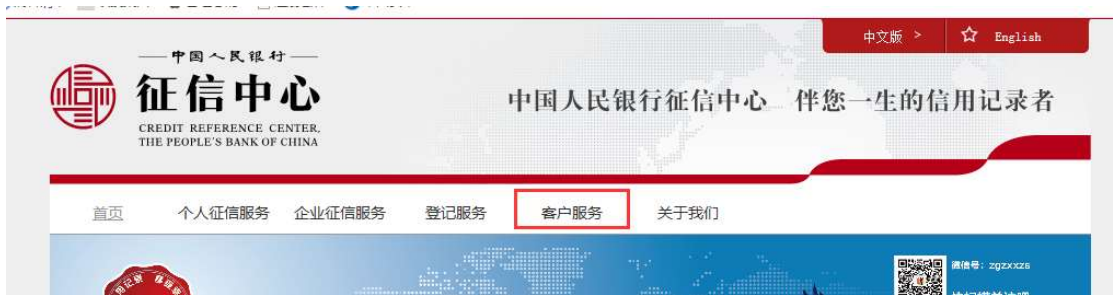 中文版 > ☆ English
中国人民银行
征信中心
CREDIT REFERENCE CENTER,
THE PEOPLE'S BANK OF CHINA
中国人民银行征信中心 伴您一生的信用记录者
首页 个人征信服务 企业征信服务 登记服务 客户服务 关于我们
微信号：zgzxxzs